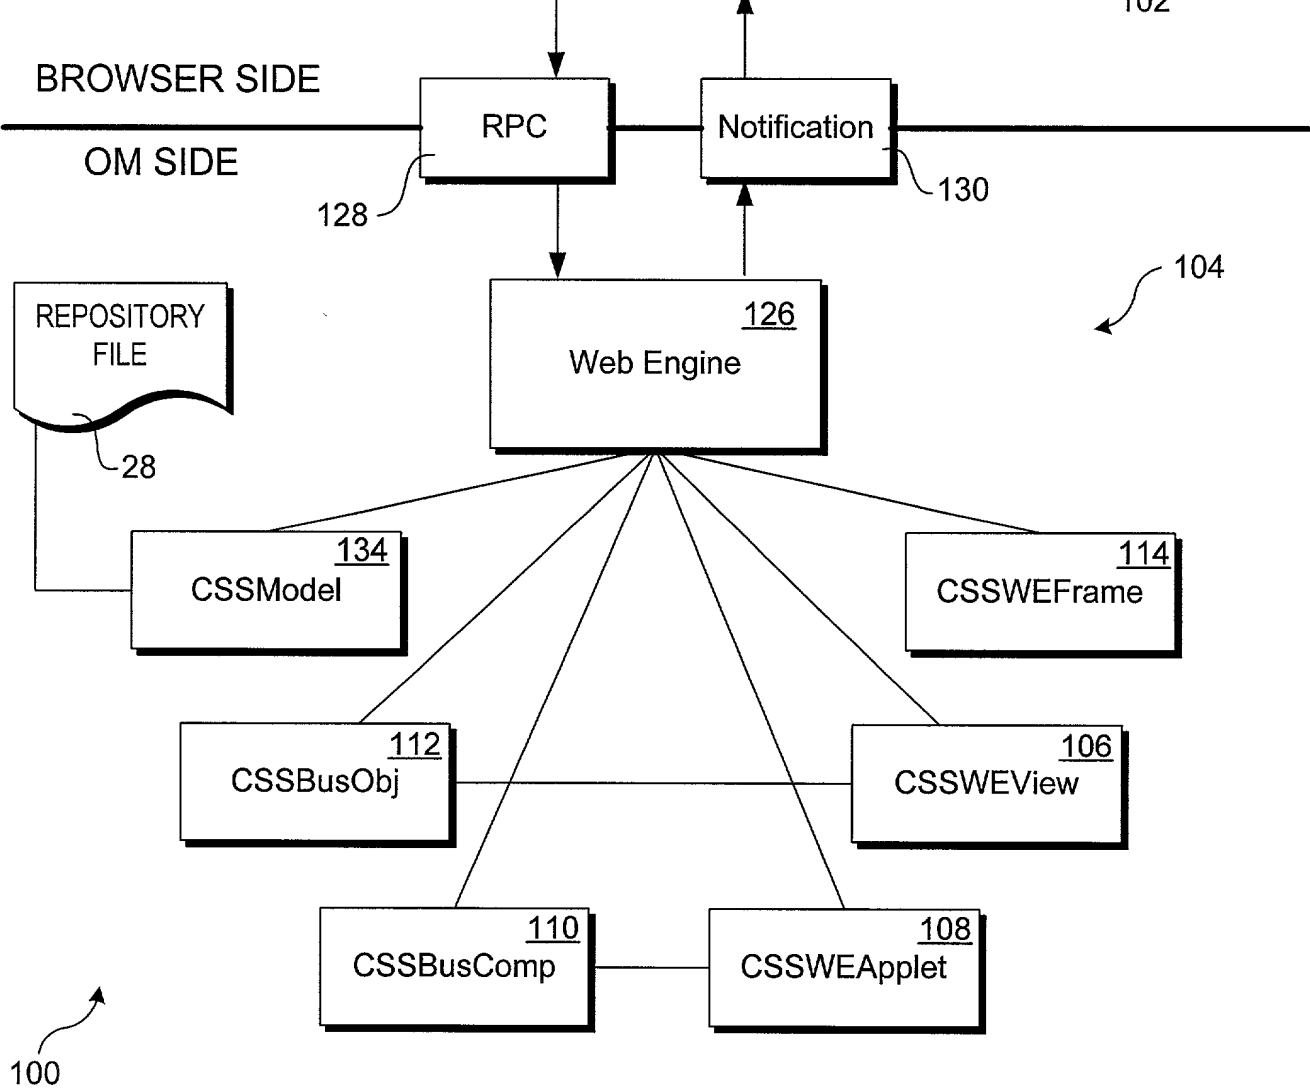 102
BROWSER SIDE
RPC
Notification
OM SIDE
128
130
104
REPOSITORY
FILE
126
Web Engine
28
134
CSSModel
114
CSSWEFrame
112
CSSBusObj
106
CSSWEView
110
CSSBusComp
108
CSSWEApplet
100